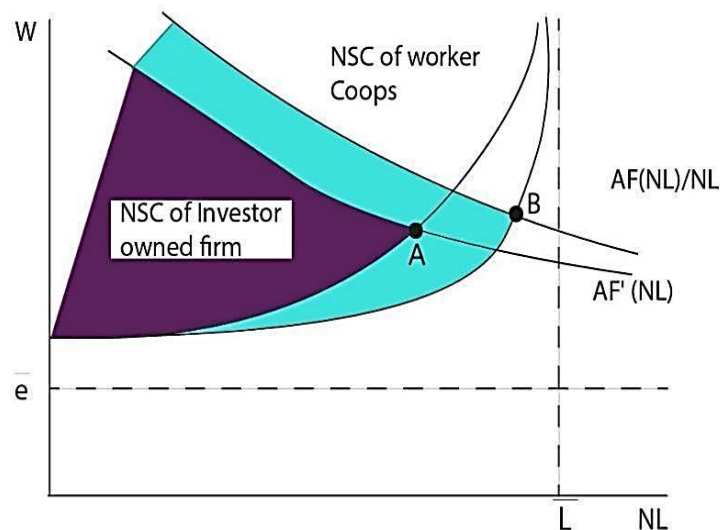 W
NSC of worker
Coops
AF(NL)/NL
NSC of Investor
owned firm
B
A
AF' (NL)
e̅
L̅
NL